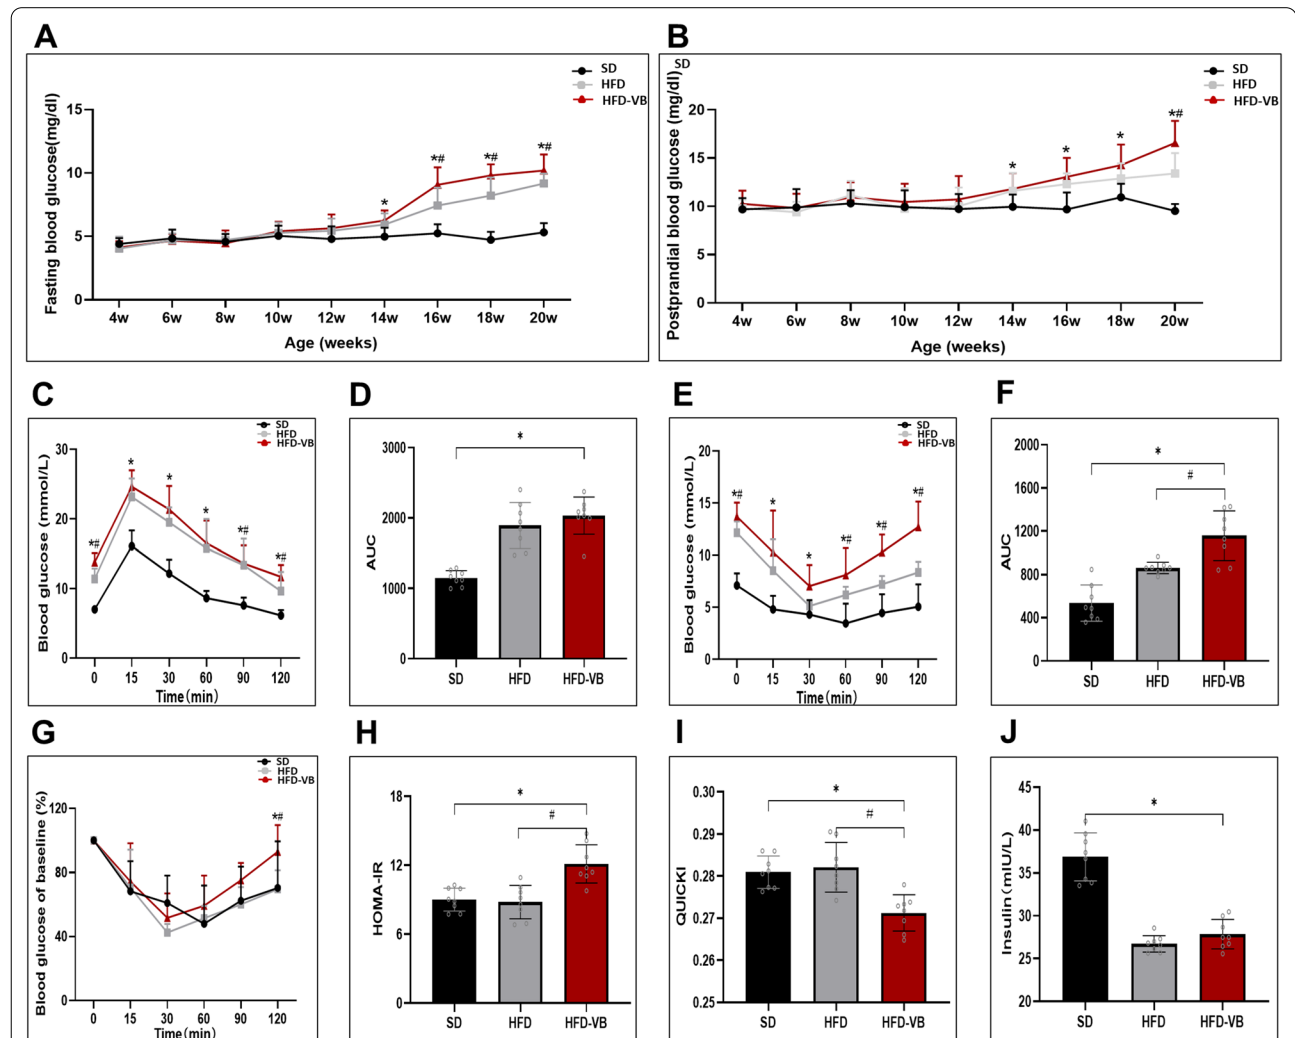 A
SD
HFD
HFD-VB
Fasting blood glucose(mg/dl)
15
10
5
0
*
*#
*#
*#
4w 6w 8w 10w 12w 14w 16w 18w 20w
Age (weeks)
B
SD
SD
HFD
HFD-VB
Postprandial blood glucose (mg/dl)
20
15
10
5
0
*
*
*
*#
4w 6w 8w 10w 12w 14w 16w 18w 20w
Age (weeks)
C
SD
HFD
HFD-VB
Blood glucose (mmol/L)
30
20
10
0
*#
*
*
*
*#
*#
0 15 30 60 90 120
Time(min)
D
AUC
3000
2000
1000
0
*
SD HFD HFD-VB
E
SD
HFD
HFD-VB
Blood glucose (mmol/L)
20
15
10
5
0
*#
*
*
*#
*#
*#
0 15 30 60 90 120
Time(min)
F
AUC
2000
1600
1200
800
400
0
*
#
SD HFD HFD-VB
G
SD
HFD
HFD-VB
Blood glucose of baseline (%)
120
80
40
0
*#
0 15 30 60 90 120
Time(min)
H
HOMA-IR
18
12
6
0
*
#
SD HFD HFD-VB
I
QUICKI
0.30
0.29
0.28
0.27
0.26
0.25
*
#
SD HFD HFD-VB
J
Insulin(mIU/L)
45
40
35
30
25
20
*
SD HFD HFD-VB